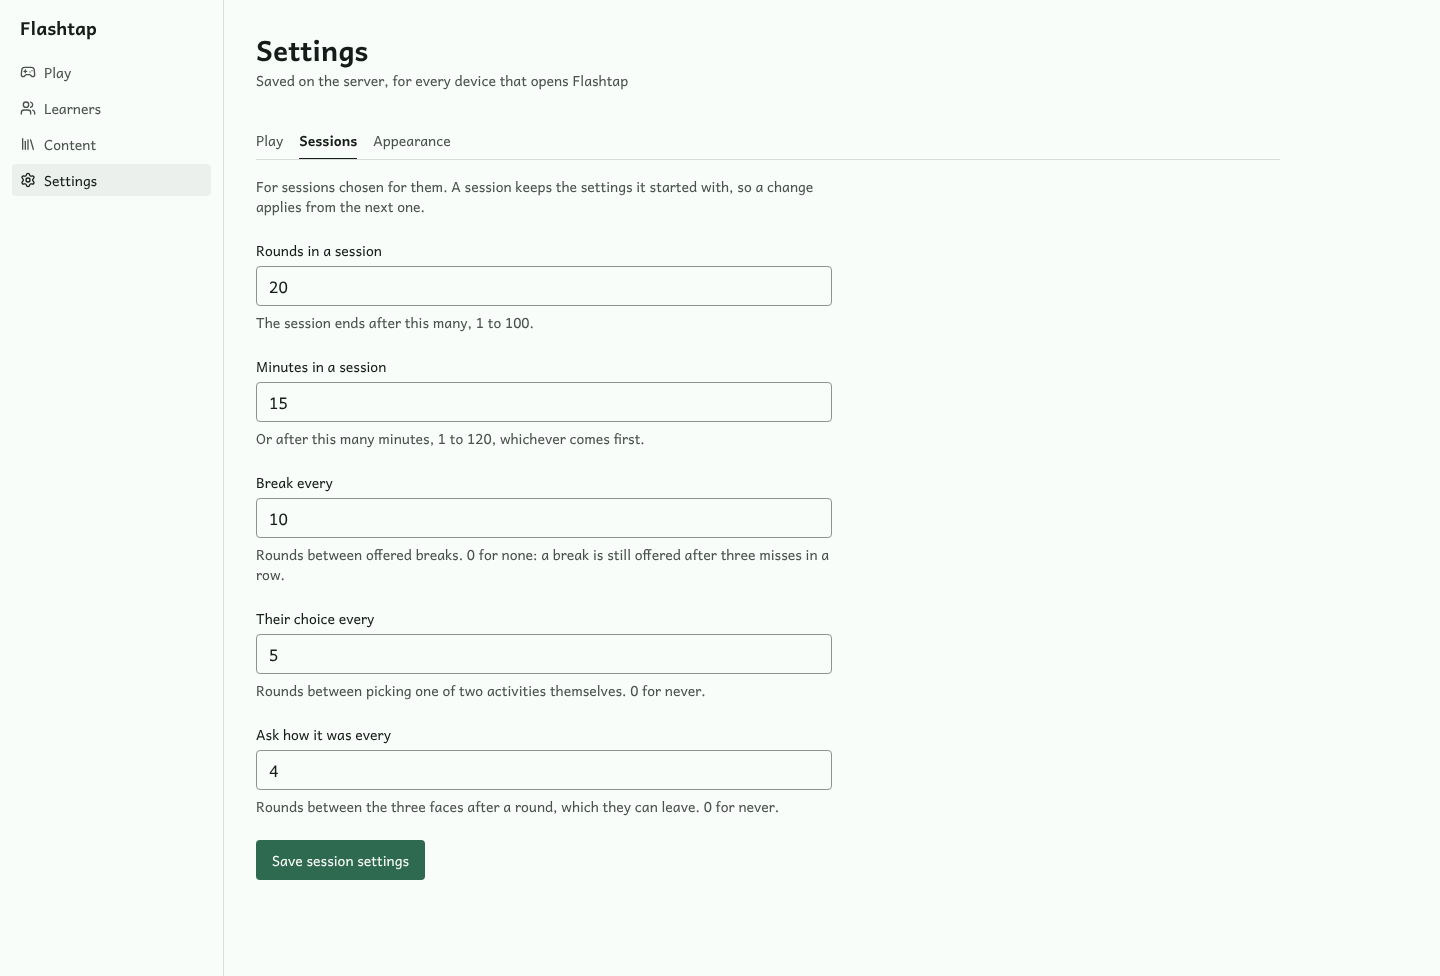 Flashtap
Play
Learners
Content
Settings
Settings
Saved on the server, for every device that opens Flashtap
Play
Sessions
Appearance
For sessions chosen for them. A session keeps the settings it started with, so a change
applies from the next one.
Rounds in a session
20
The session ends after this many, 1 to 100.
Minutes in a session
15
Or after this many minutes, 1 to 120, whichever comes first.
Break every
10
Rounds between offered breaks. 0 for none: a break is still offered after three misses in a
row.
Their choice every
5
Rounds between picking one of two activities themselves. 0 for never.
Ask how it was every
4
Rounds between the three faces after a round, which they can leave. 0 for never.
Save session settings